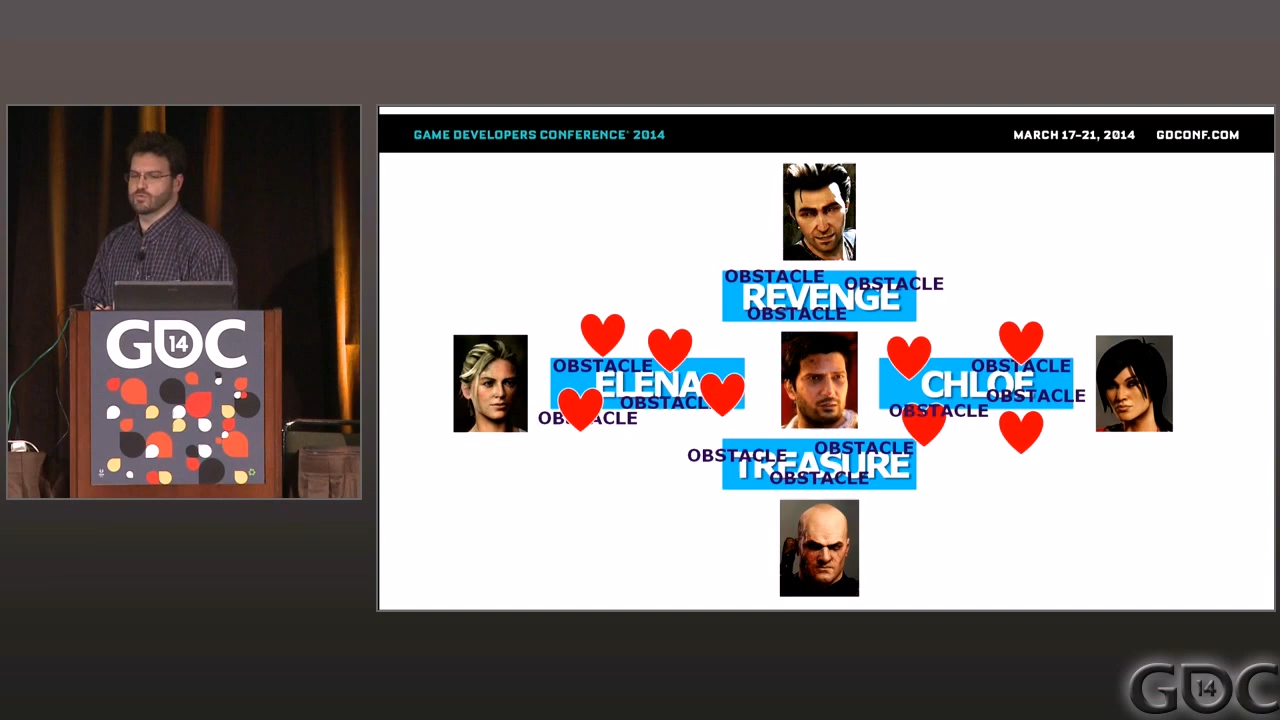 GAME DEVELOPERS CONFERENCE® 2014
MARCH 17-21, 2014 GDCONF.COM
OBSTACLE
OBSTACLE
REVENGE
OBSTACLE
OBSTACLE
ELENA
OBSTACLE
OBSTACLE
OBSTACLE
CHLOE
OBSTACLE
OBSTACLE
OBSTACLE
OBSTACLE
TREASURE
OBSTACLE
GDC
14
GDC
14